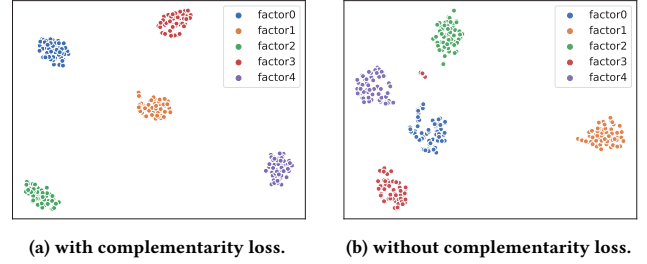 factor0
factor1
factor2
factor3
factor4
factor0
factor1
factor2
factor3
factor4
(a) with complementarity loss.
(b) without complementarity loss.